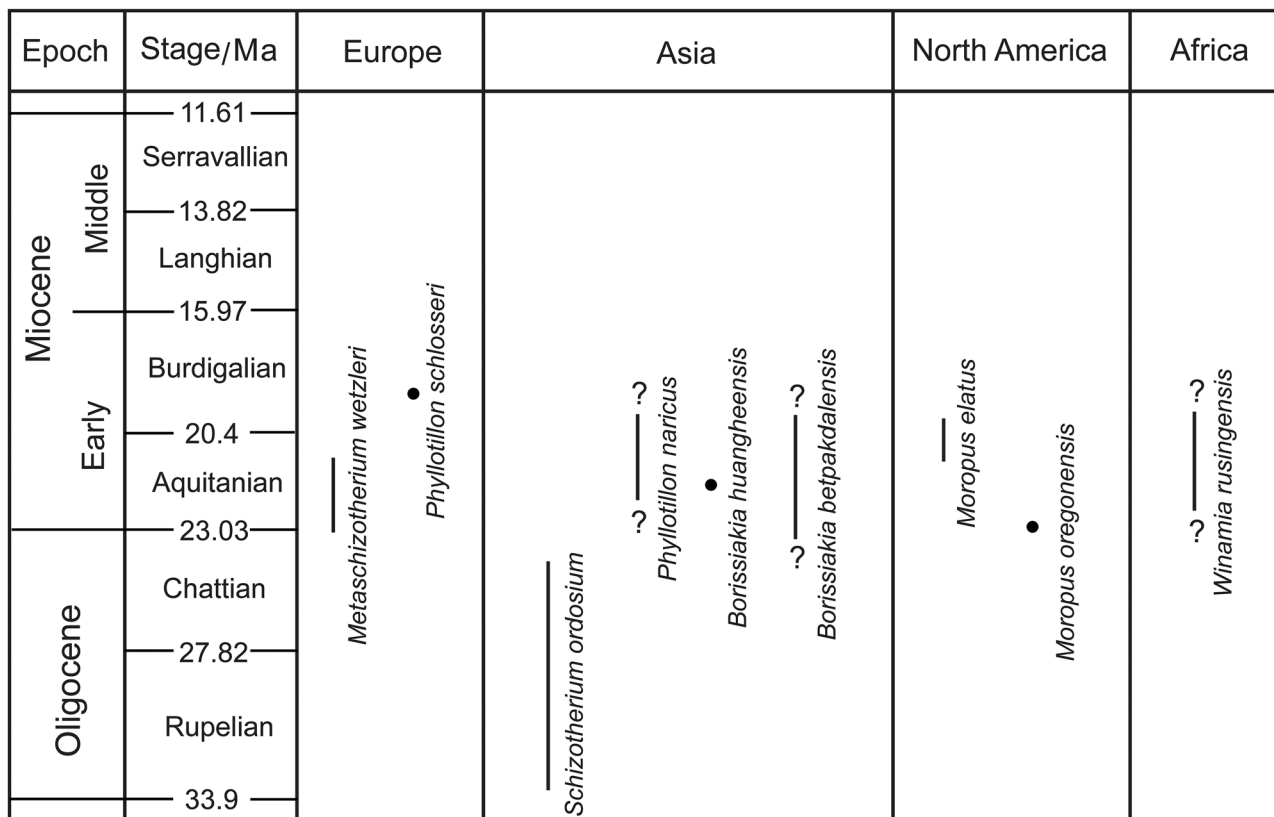 Epoch
Stage/Ma
Europe
Asia
North America
Africa
Miocene
Middle
Early
Oligocene
11.61
Serravallian
13.82
Langhian
15.97
Burdigalian
20.4
Aquitanian
23.03
Chattian
27.82
Rupelian
33.9
Metaschizotherium wetzleri
Phyllotillon schlosseri
Schizotherium ordosium
?
?
Phyllotillon naricus
Borissiakia huangheensis
?
?
Borissiakia betpakdalensis
Moropus elatus
Moropus oregonensis
?
?
Winamia rusingensis